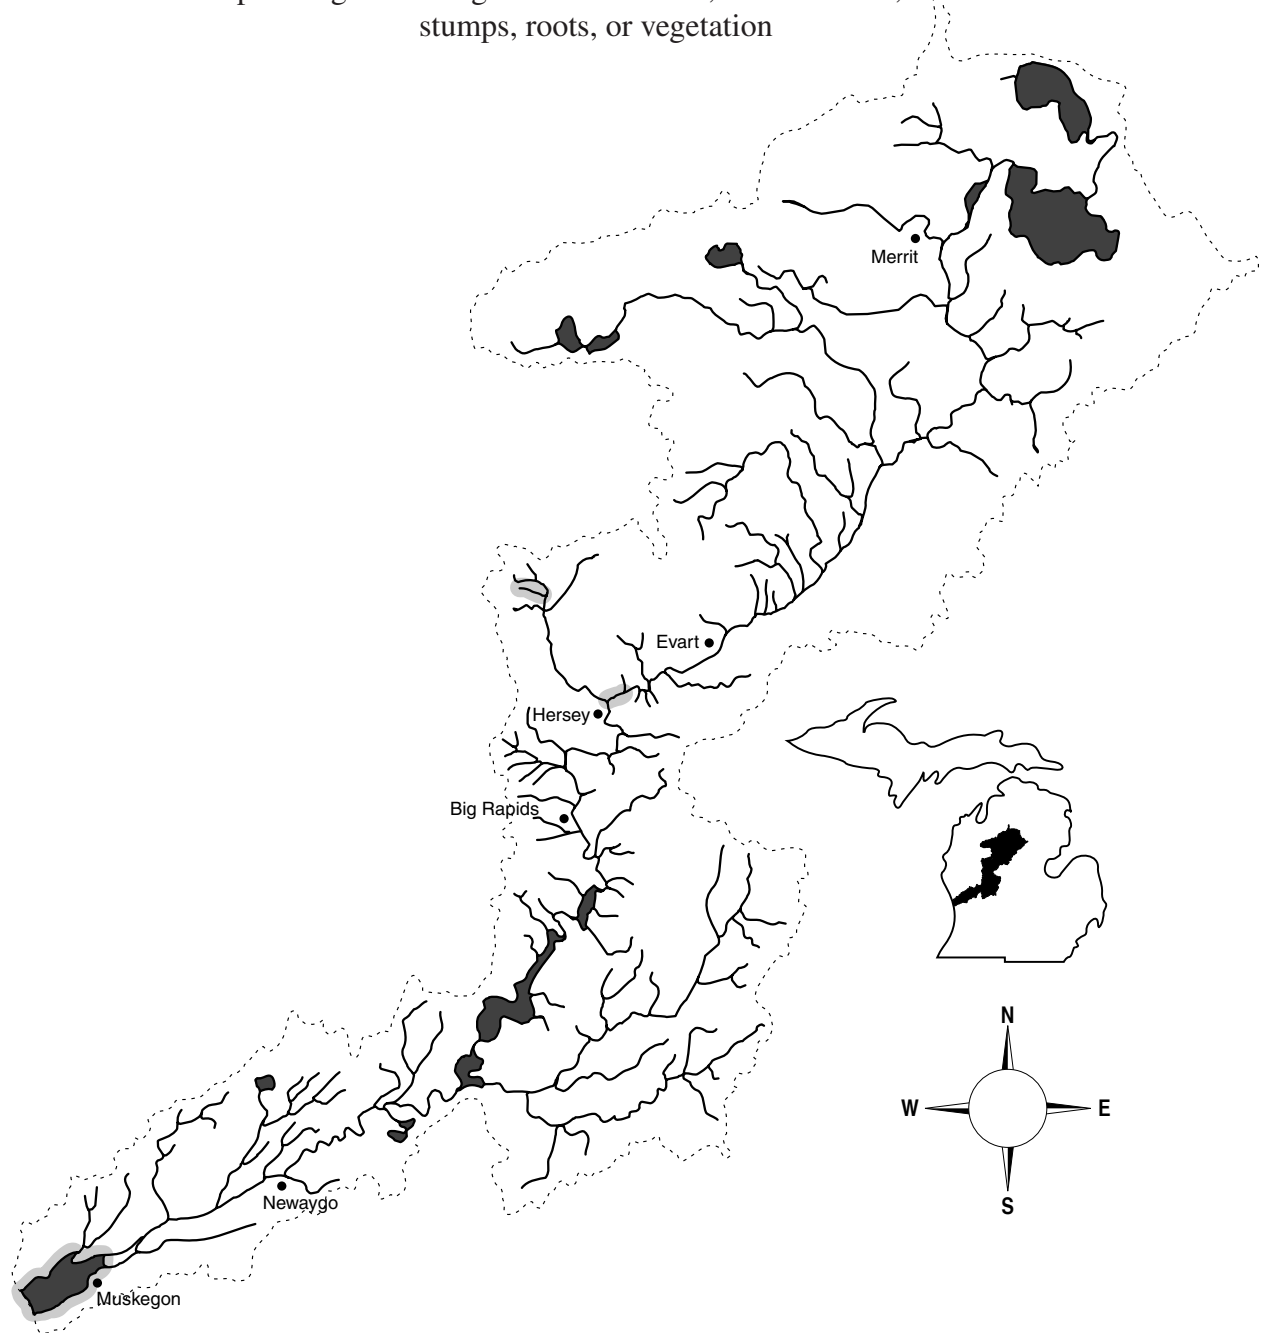 stumps, roots, or vegetation
Merrit
Evart
Hersey
Big Rapids
N
W
E
S
Newaygo
Muskegon